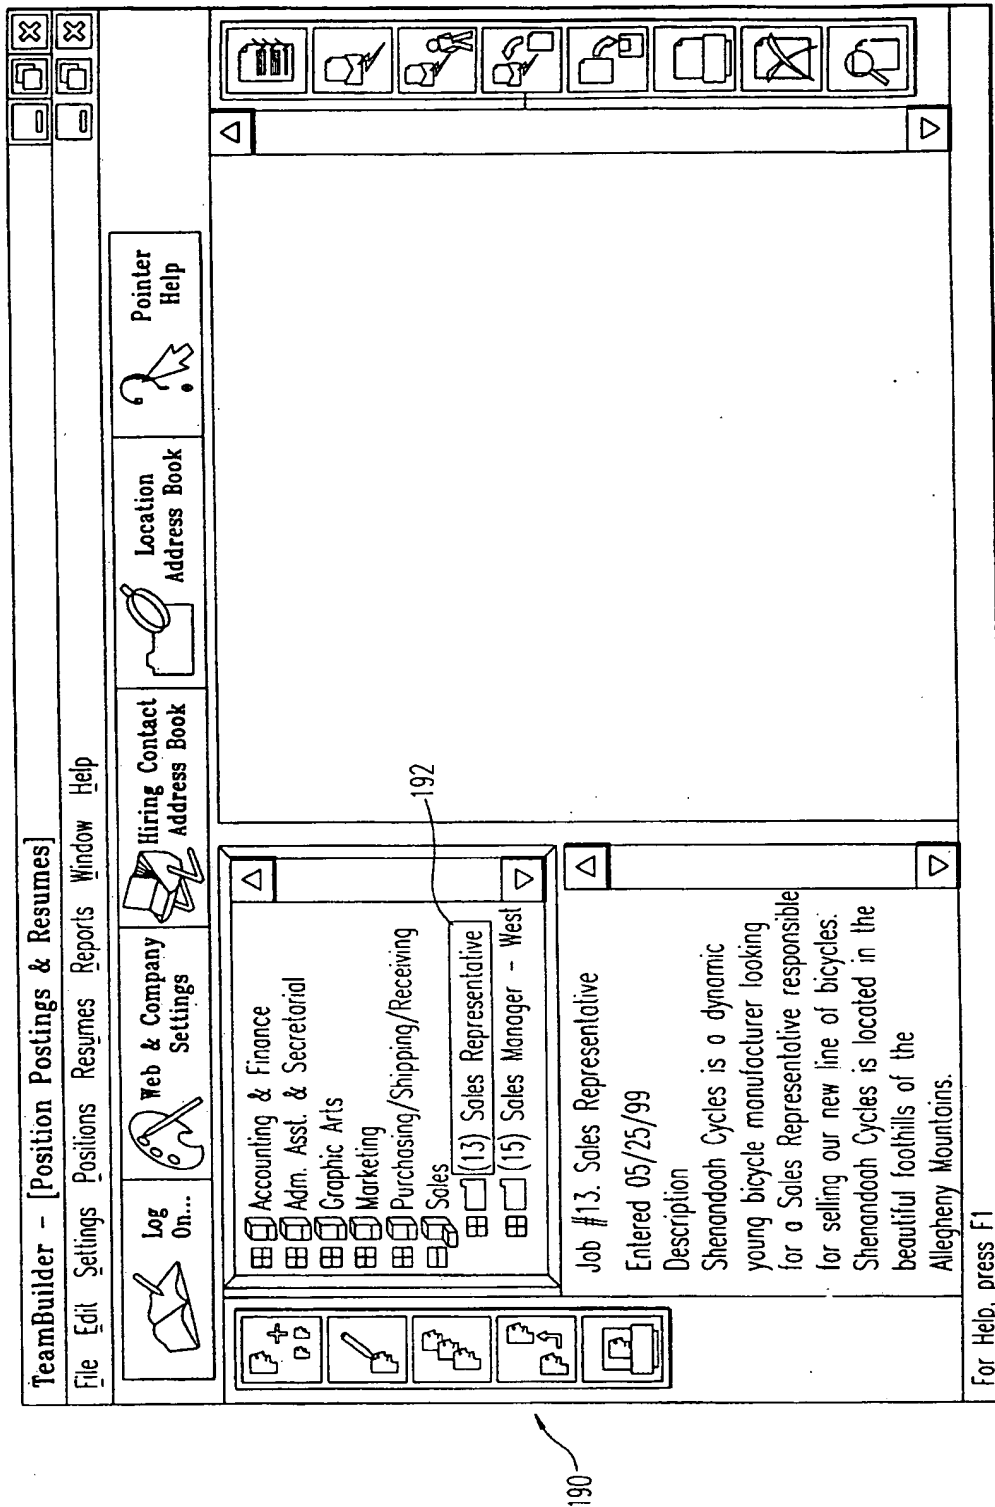 TeamBuilder - [Position Postings & Resumes]
File Edit Settings Positions Resumes Reports Window Help
Log
On...
Web & Company
Settings
Hiring Contact
Address Book
Location
Address Book
Pointer
Help
Accounting & Finance
Adm. Asst. & Secretarial
Graphic Arts
Marketing
Purchasing/Shipping/Receiving
Sales
(13) Sales Representative
(15) Sales Manager - West
192
Job #13. Sales Representative
Entered 05/25/99
Description
Shenandoah Cycles is a dynamic
young bicycle manufacturer looking
for a Sales Representative responsible
for selling our new line of bicycles.
Shenandoah Cycles is located in the
beautiful foothills of the
Allegheny Mountains.
For Help, press F1
190